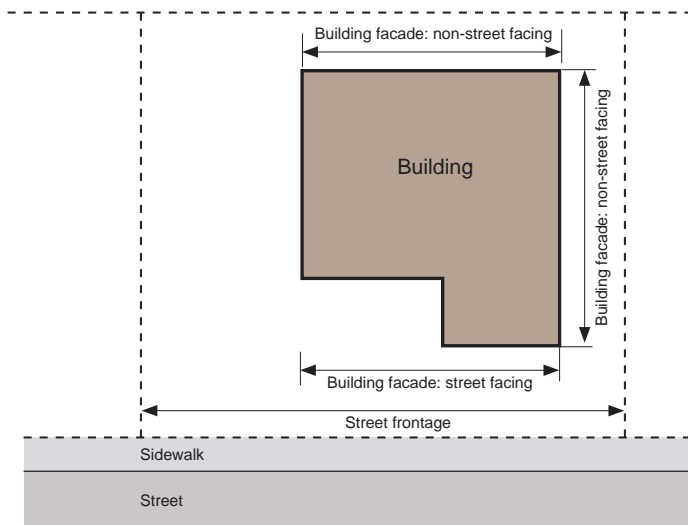 Building facade: non-street facing
Building
Building facade: non-street facing
Building facade: street facing
Street frontage
Sidewalk
Street